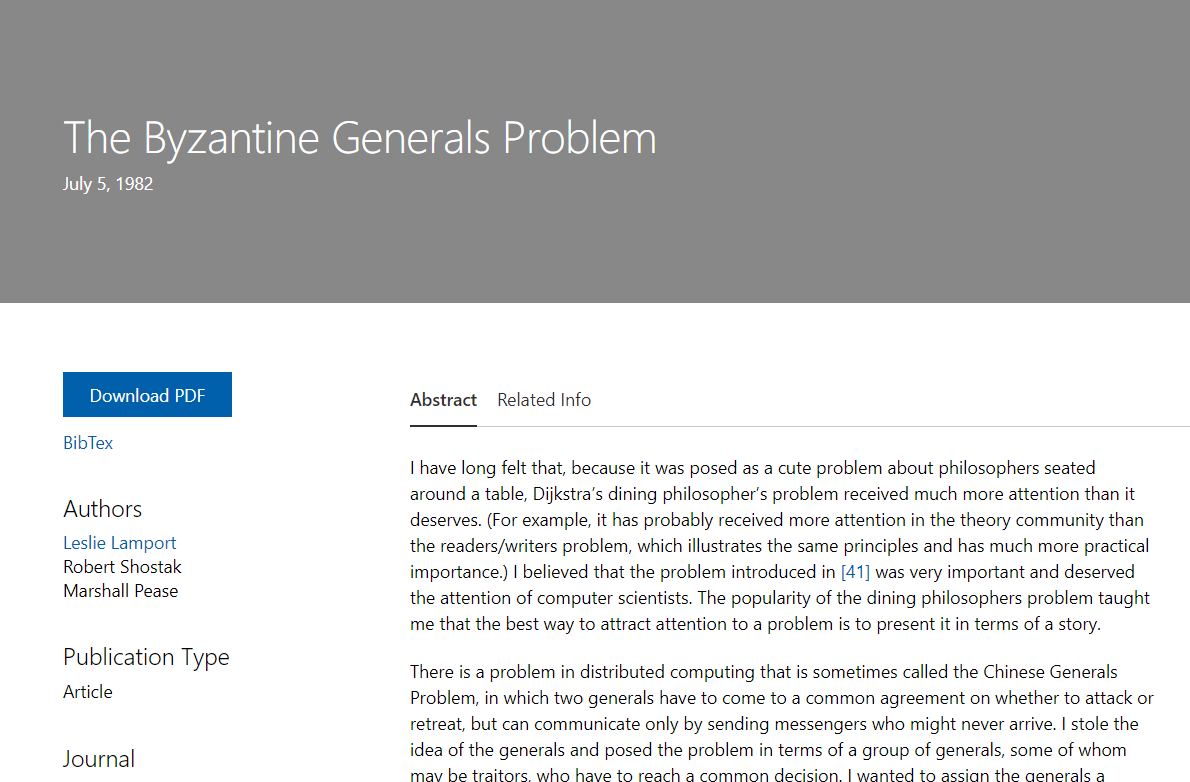 The Byzantine Generals Problem
July 5, 1982
Download PDF
BibTex
Authors
Leslie Lamport
Robert Shostak
Marshall Pease
Publication Type
Article
Journal
Abstract Related Info
I have long felt that, because it was posed as a cute problem about philosophers seated
around a table, Dijkstra’s dining philosopher’s problem received much more attention than it
deserves. (For example, it has probably received more attention in the theory community than
the readers/writers problem, which illustrates the same principles and has much more practical
importance.) I believed that the problem introduced in [41] was very important and deserved
the attention of computer scientists. The popularity of the dining philosophers problem taught
me that the best way to attract attention to a problem is to present it in terms of a story.
There is a problem in distributed computing that is sometimes called the Chinese Generals
Problem, in which two generals have to come to a common agreement on whether to attack or
retreat, but can communicate only by sending messengers who might never arrive. I stole the
idea of the generals and posed the problem in terms of a group of generals, some of whom
may be traitors, who have to reach a common decision. I wanted to assign the generals a